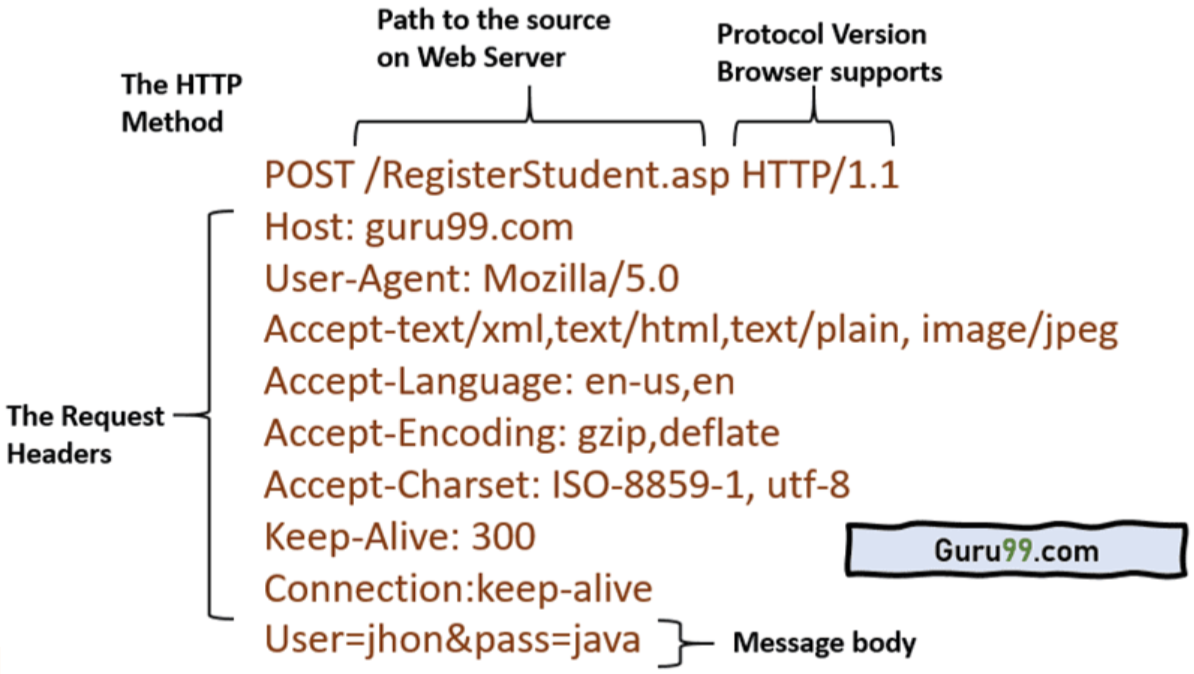 Path to the source
on Web Server
Protocol Version
Browser supports
The HTTP
Method
POST /RegisterStudent.asp HTTP/1.1
Host: guru99.com
User-Agent: Mozilla/5.0
Accept-text/xml,text/html,text/plain, image/jpeg
Accept-Language: en-us,en
The Request
Headers
Accept-Encoding: gzip,deflate
Accept-Charset: ISO-8859-1, utf-8
Keep-Alive: 300
Guru99.com
Connection:keep-alive
User=jhon&pass=java
Message body